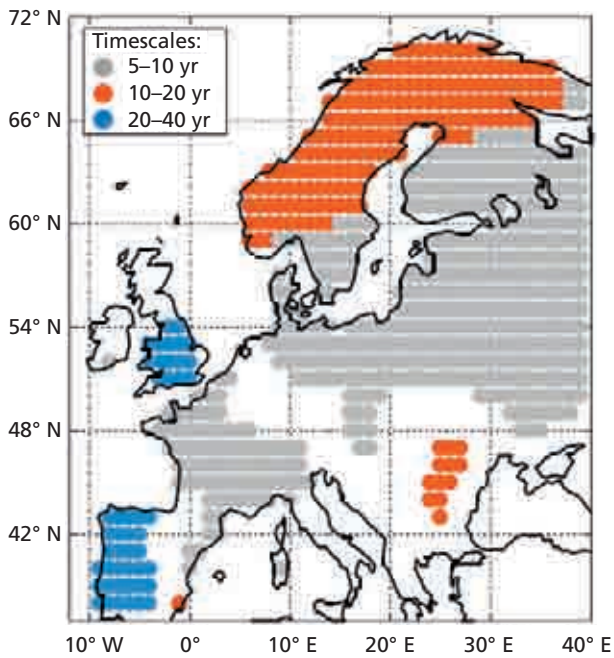 72° N
Timescales:
5–10 yr
10–20 yr
20–40 yr
66° N
60° N
54° N
48° N
42° N
10° W 0° 10° E 20° E 30° E 40° E